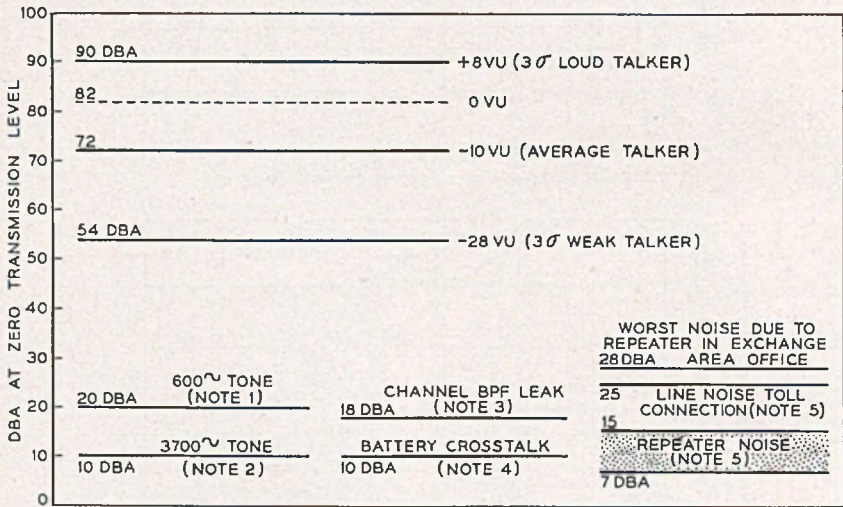 DBA AT ZERO TRANSMISSION LEVEL
100
90
80
70
60
50
40
30
20
10
0
90 DBA
+8VU (3σ LOUD TALKER)
82
0 VU
72
-10 VU (AVERAGE TALKER)
54 DBA
-28 VU (3σ WEAK TALKER)
600~ TONE
20 DBA
(NOTE 1)
3700~ TONE
10 DBA
(NOTE 2)
CHANNEL BPF LEAK
18 DBA
(NOTE 3)
BATTERY CROSSTALK
10 DBA
(NOTE 4)
WORST NOISE DUE TO
REPEATER IN EXCHANGE
28 DBA AREA OFFICE
25 LINE NOISE TOLL
CONNECTION (NOTE 5)
15
REPEATER NOISE
(NOTE 5)
7 DBA